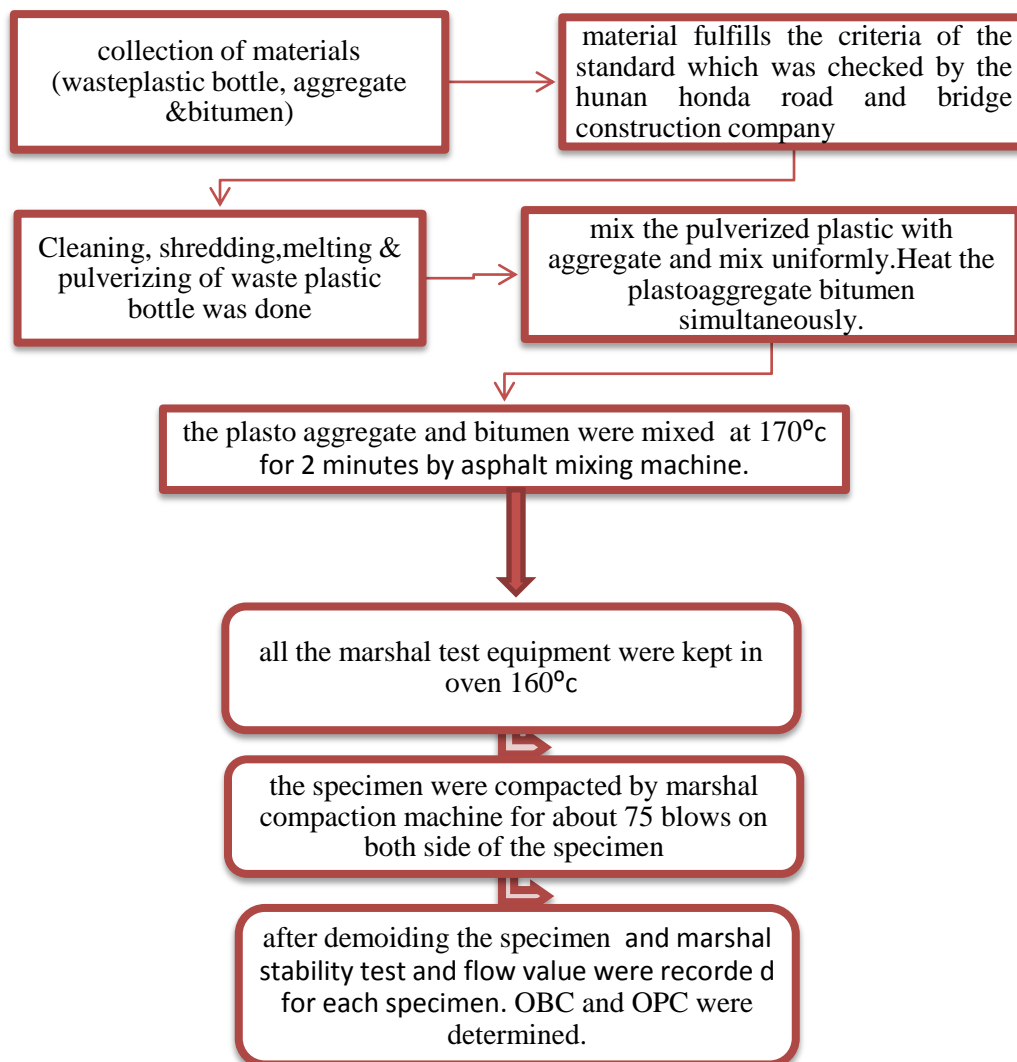 collection of materials
(wasteplastic bottle, aggregate
&bitumen)
material fulfills the criteria of the
standard which was checked by the
hunan honda road and bridge
construction company
Cleaning, shredding,melting &
pulverizing of waste plastic
bottle was done
mix the pulverized plastic with
aggregate and mix uniformly.Heat the
plastoaggregate bitumen
simultaneously.
the plasto aggregate and bitumen were mixed at 170⁰c
for 2 minutes by asphalt mixing machine.
all the marshal test equipment were kept in
oven 160⁰c
the specimen were compacted by marshal
compaction machine for about 75 blows on
both side of the specimen
after demoiding the specimen and marshal
stability test and flow value were recorde d
for each specimen. OBC and OPC were
determined.